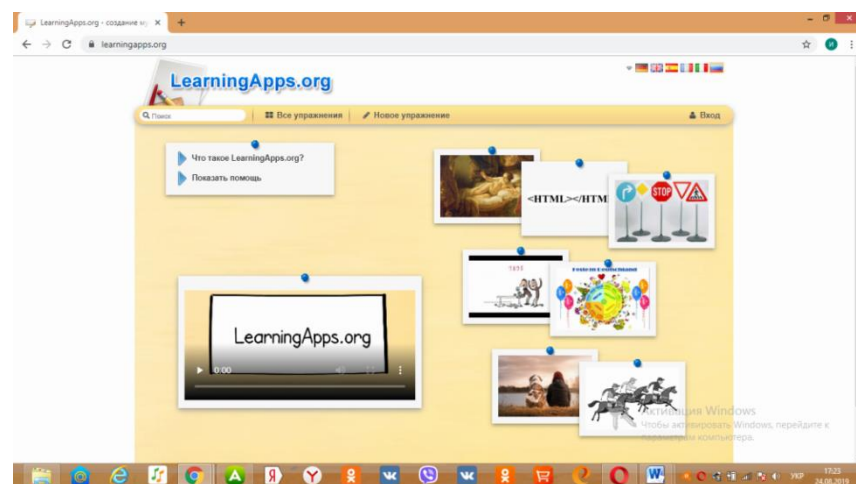 LearningApps.org - создание му
learningapps.org
LearningApps.org
Поиск
Все упражнения
Новое упражнение
Вход
Что такое LearningApps.org?
Показать помощь
<HTML></HTM
STOP
ТЕСТ
LearningApps.org
0:00
Активация Windows
Чтобы активировать Windows, перейдите к
параметрам компьютера.
УКР
17:23
24.08.2019